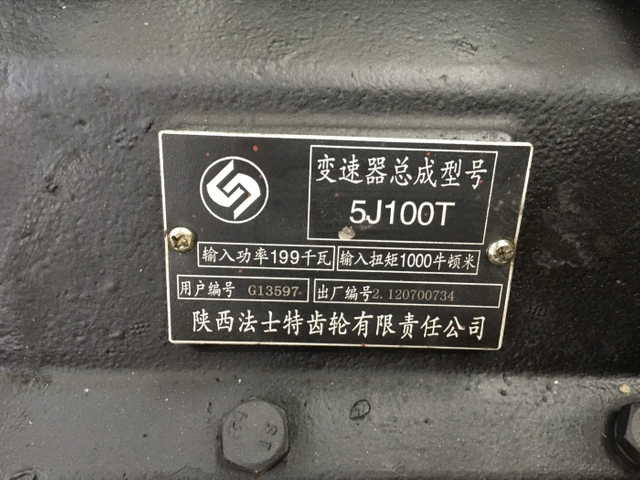 变速器总成型号
5J100T
输入功率199千瓦 输入扭矩1000牛顿米
用户编号 G13597 出厂编号2.120700734
陕西法士特齿轮有限责任公司